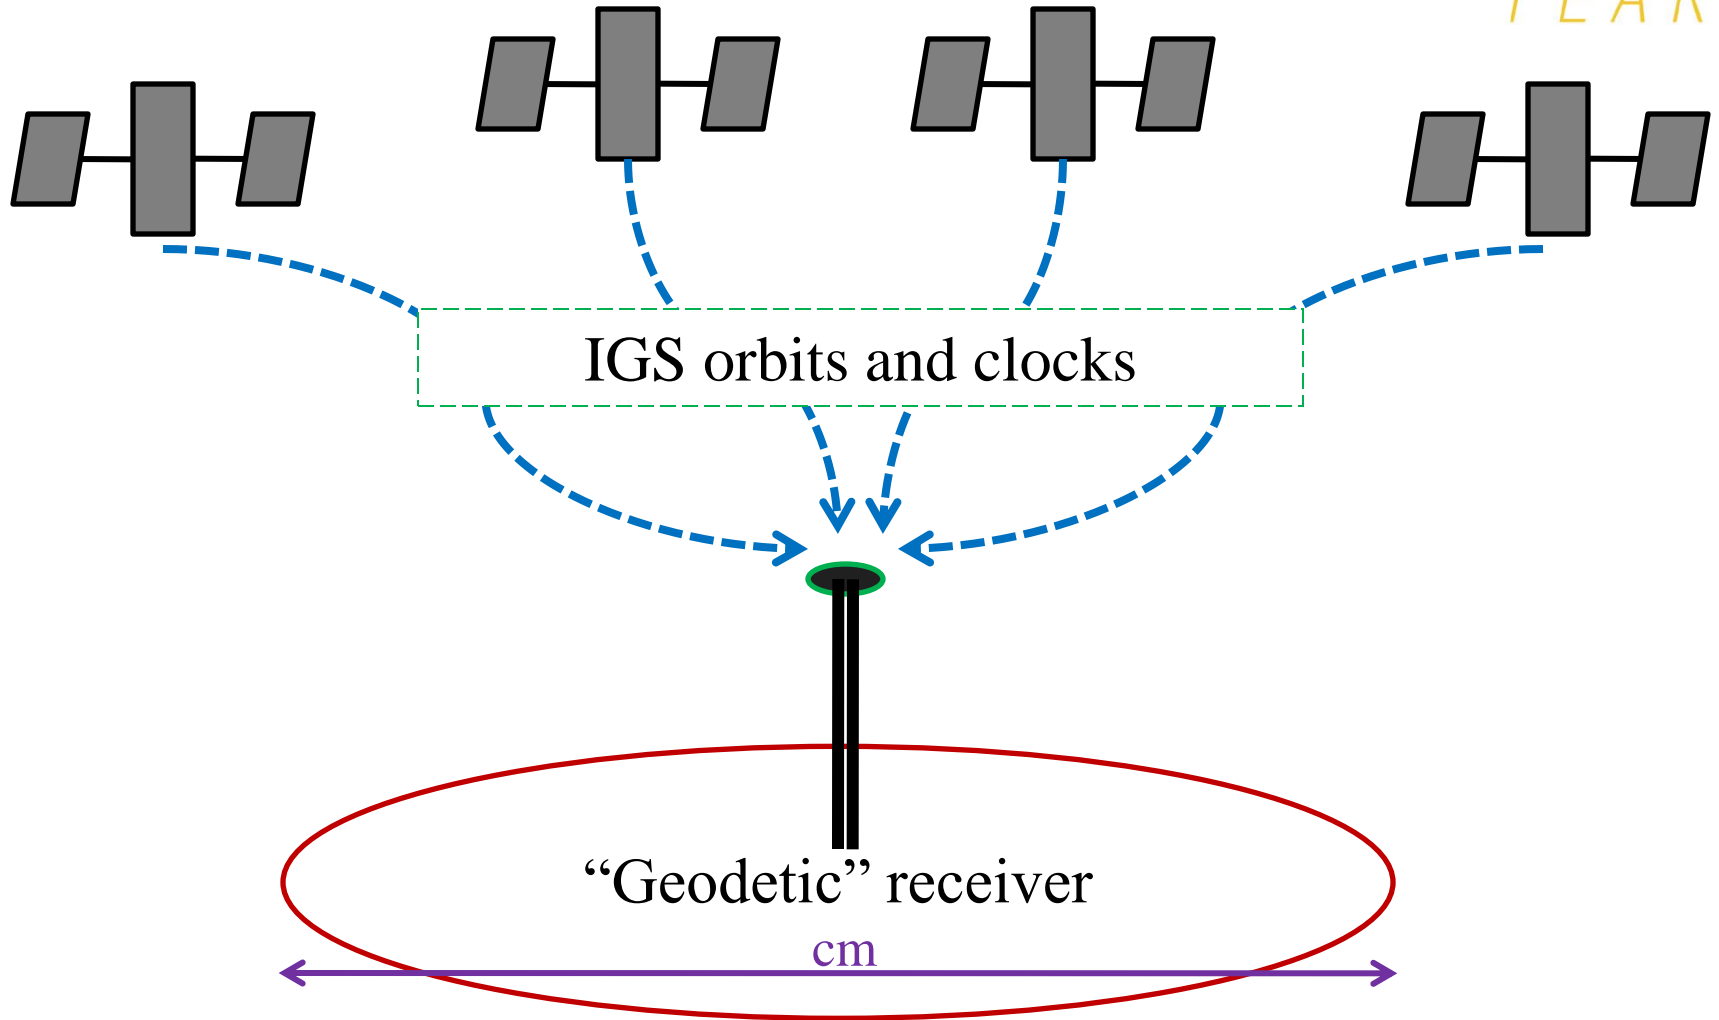 IGS orbits and clocks
“Geodetic” receiver
cm